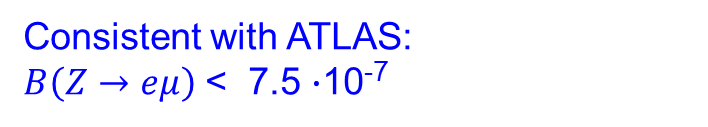 Consistent with ATLAS:
B(Z → eμ) < 7.5 ·10⁻⁷